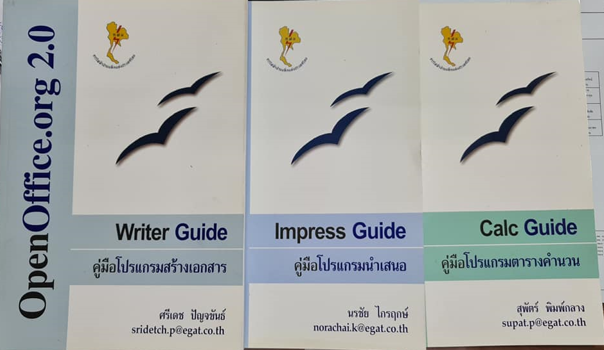 OpenOffice.org 2.0
Writer Guide
คู่มือโปรแกรมสร้างเอกสาร
ศรีเดช ปัญจขันธ์
sridetch.p@egat.co.th
Impress Guide
คู่มือโปรแกรมนำเสนอ
นรชัย ไกรฤกษ์
norachai.k@egat.co.th
Calc Guide
คู่มือโปรแกรมตารางคำนวน
สุพัตร์ พิมพ์กลาง
supat.p@egat.co.th